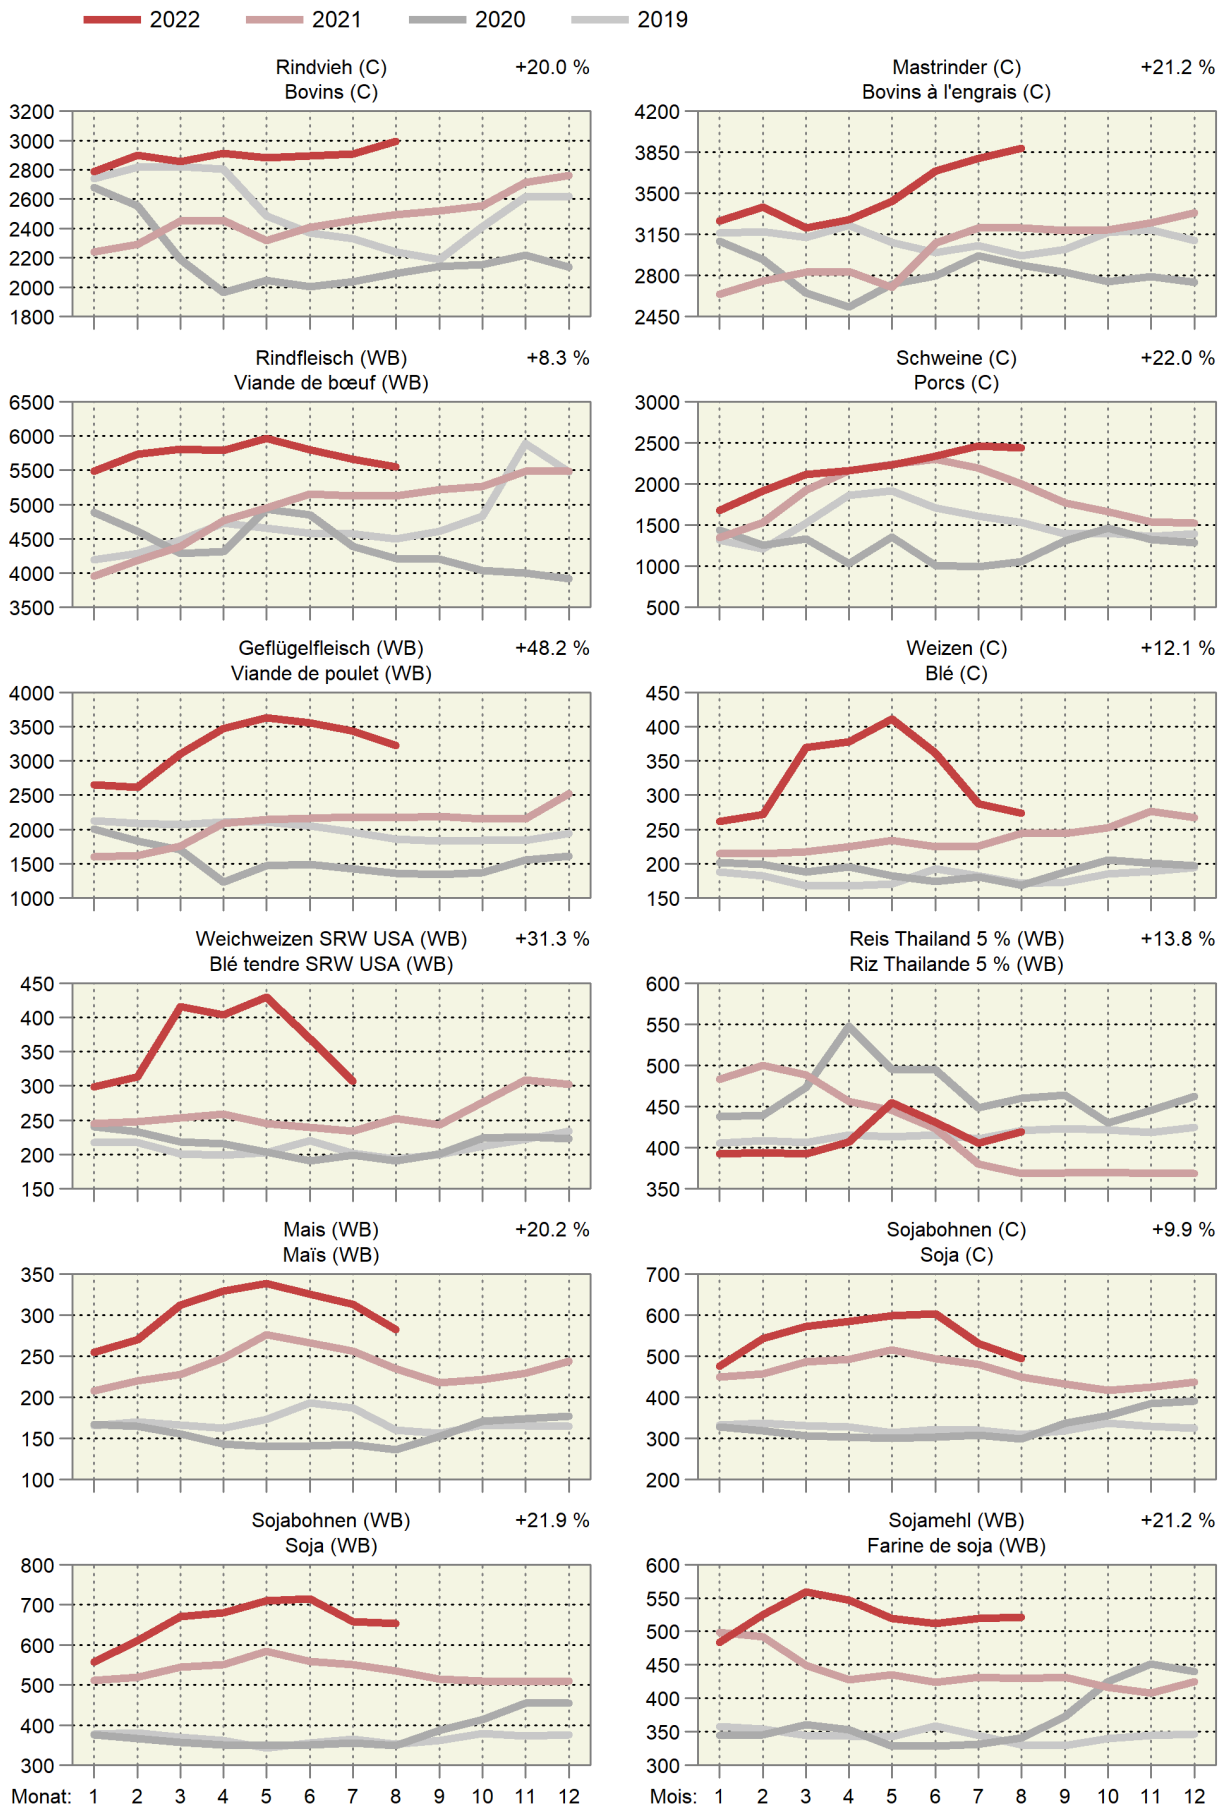 2022 2021 2020 2019
Rindvieh (C) +20.0 %
Bovins (C)
3200
3000
2800
2600
2400
2200
2000
1800
Mastrinder (C) +21.2 %
Bovins à l'engrais (C)
4200
3850
3500
3150
2800
2450
Rindfleisch (WB) +8.3 %
Viande de bœuf (WB)
6500
6000
5500
5000
4500
4000
3500
Schweine (C) +22.0 %
Porcs (C)
3000
2500
2000
1500
1000
500
Geflügelfleisch (WB) +48.2 %
Viande de poulet (WB)
4000
3500
3000
2500
2000
1500
1000
Weizen (C) +12.1 %
Blé (C)
450
400
350
300
250
200
150
Weichweizen SRW USA (WB) +31.3 %
Blé tendre SRW USA (WB)
450
400
350
300
250
200
150
Reis Thailand 5 % (WB) +13.8 %
Riz Thailande 5 % (WB)
600
550
500
450
400
350
Mais (WB) +20.2 %
Maïs (WB)
350
300
250
200
150
100
Sojabohnen (C) +9.9 %
Soja (C)
700
600
500
400
300
200
Sojabohnen (WB) +21.9 %
Soja (WB)
800
700
600
500
400
300
Monat: 1 2 3 4 5 6 7 8 9 10 11 12
Sojamehl (WB) +21.2 %
Farine de soja (WB)
600
550
500
450
400
350
300
Mois: 1 2 3 4 5 6 7 8 9 10 11 12